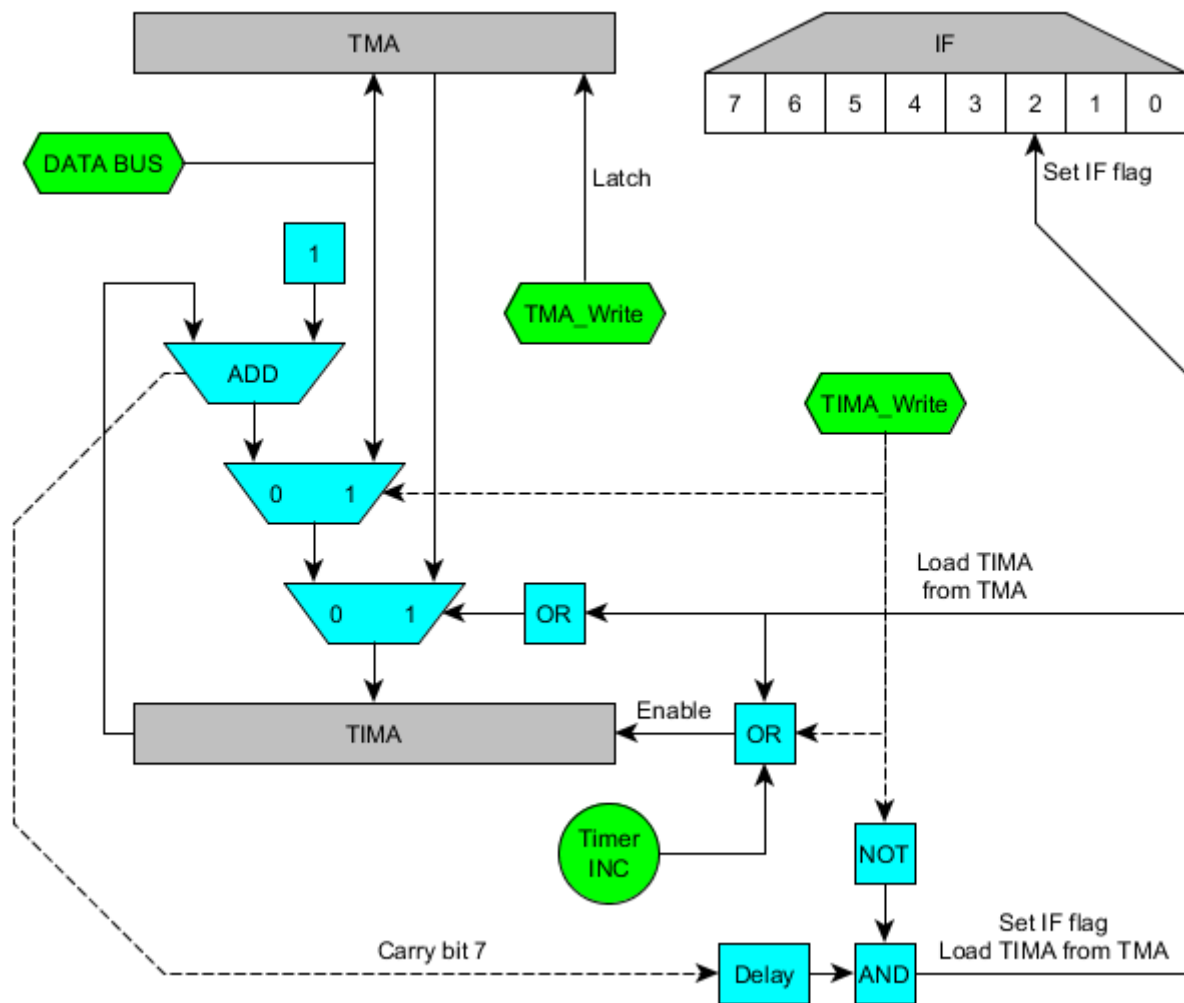 TMA
IF
7 6 5 4 3 2 1 0
DATA BUS
Latch
Set IF flag
1
TMA_Write
ADD
TIMA_Write
0 1
Load TIMA
from TMA
0 1
OR
Enable
TIMA
OR
Timer
INC
NOT
Carry bit 7
Set IF flag
Load TIMA from TMA
Delay
AND